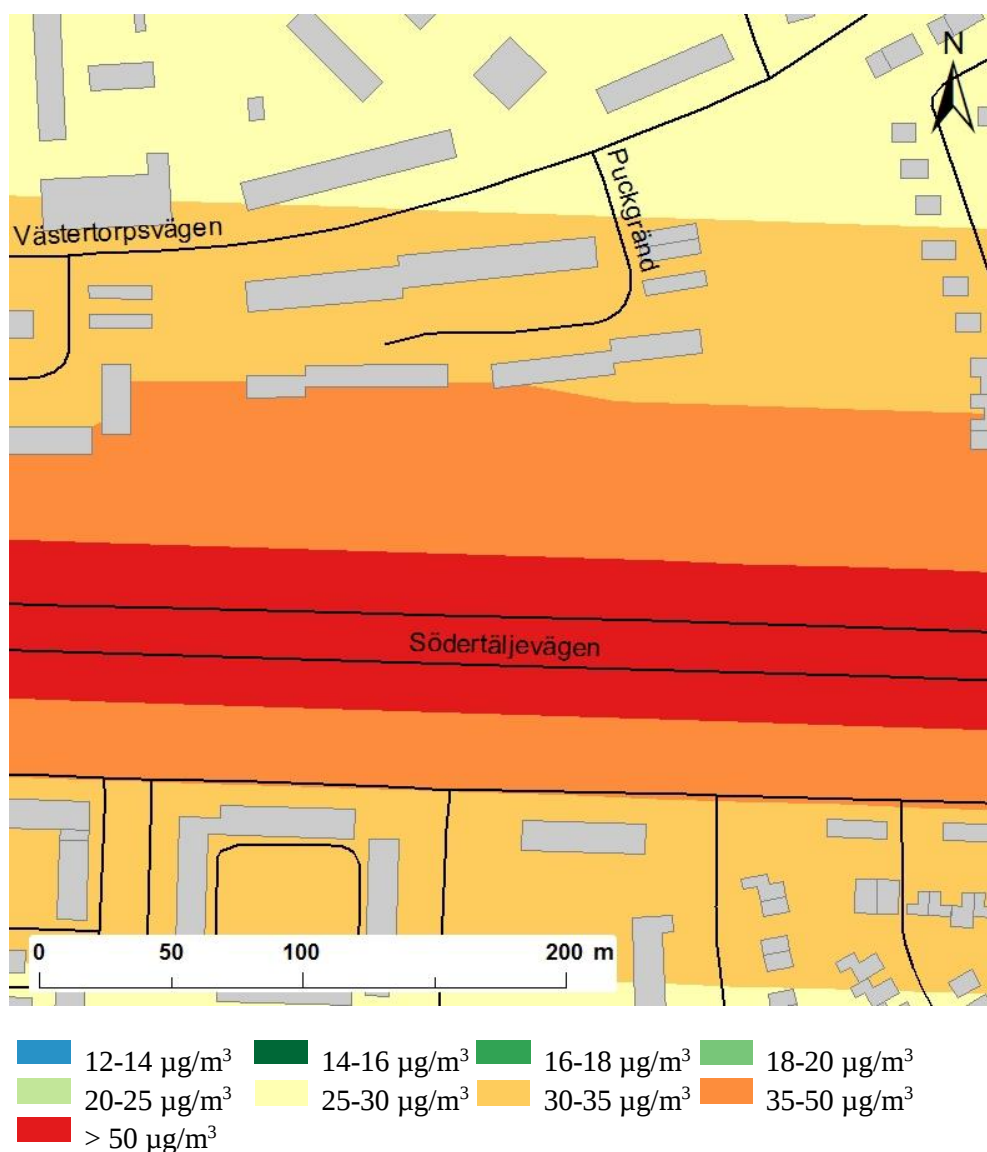 N
Puckgränd
Västertorpsvägen
Södertäljevägen
0 50 100 200 m
12-14 µg/m³ 14-16 µg/m³ 16-18 µg/m³ 18-20 µg/m³
20-25 µg/m³ 25-30 µg/m³ 30-35 µg/m³ 35-50 µg/m³
> 50 µg/m³